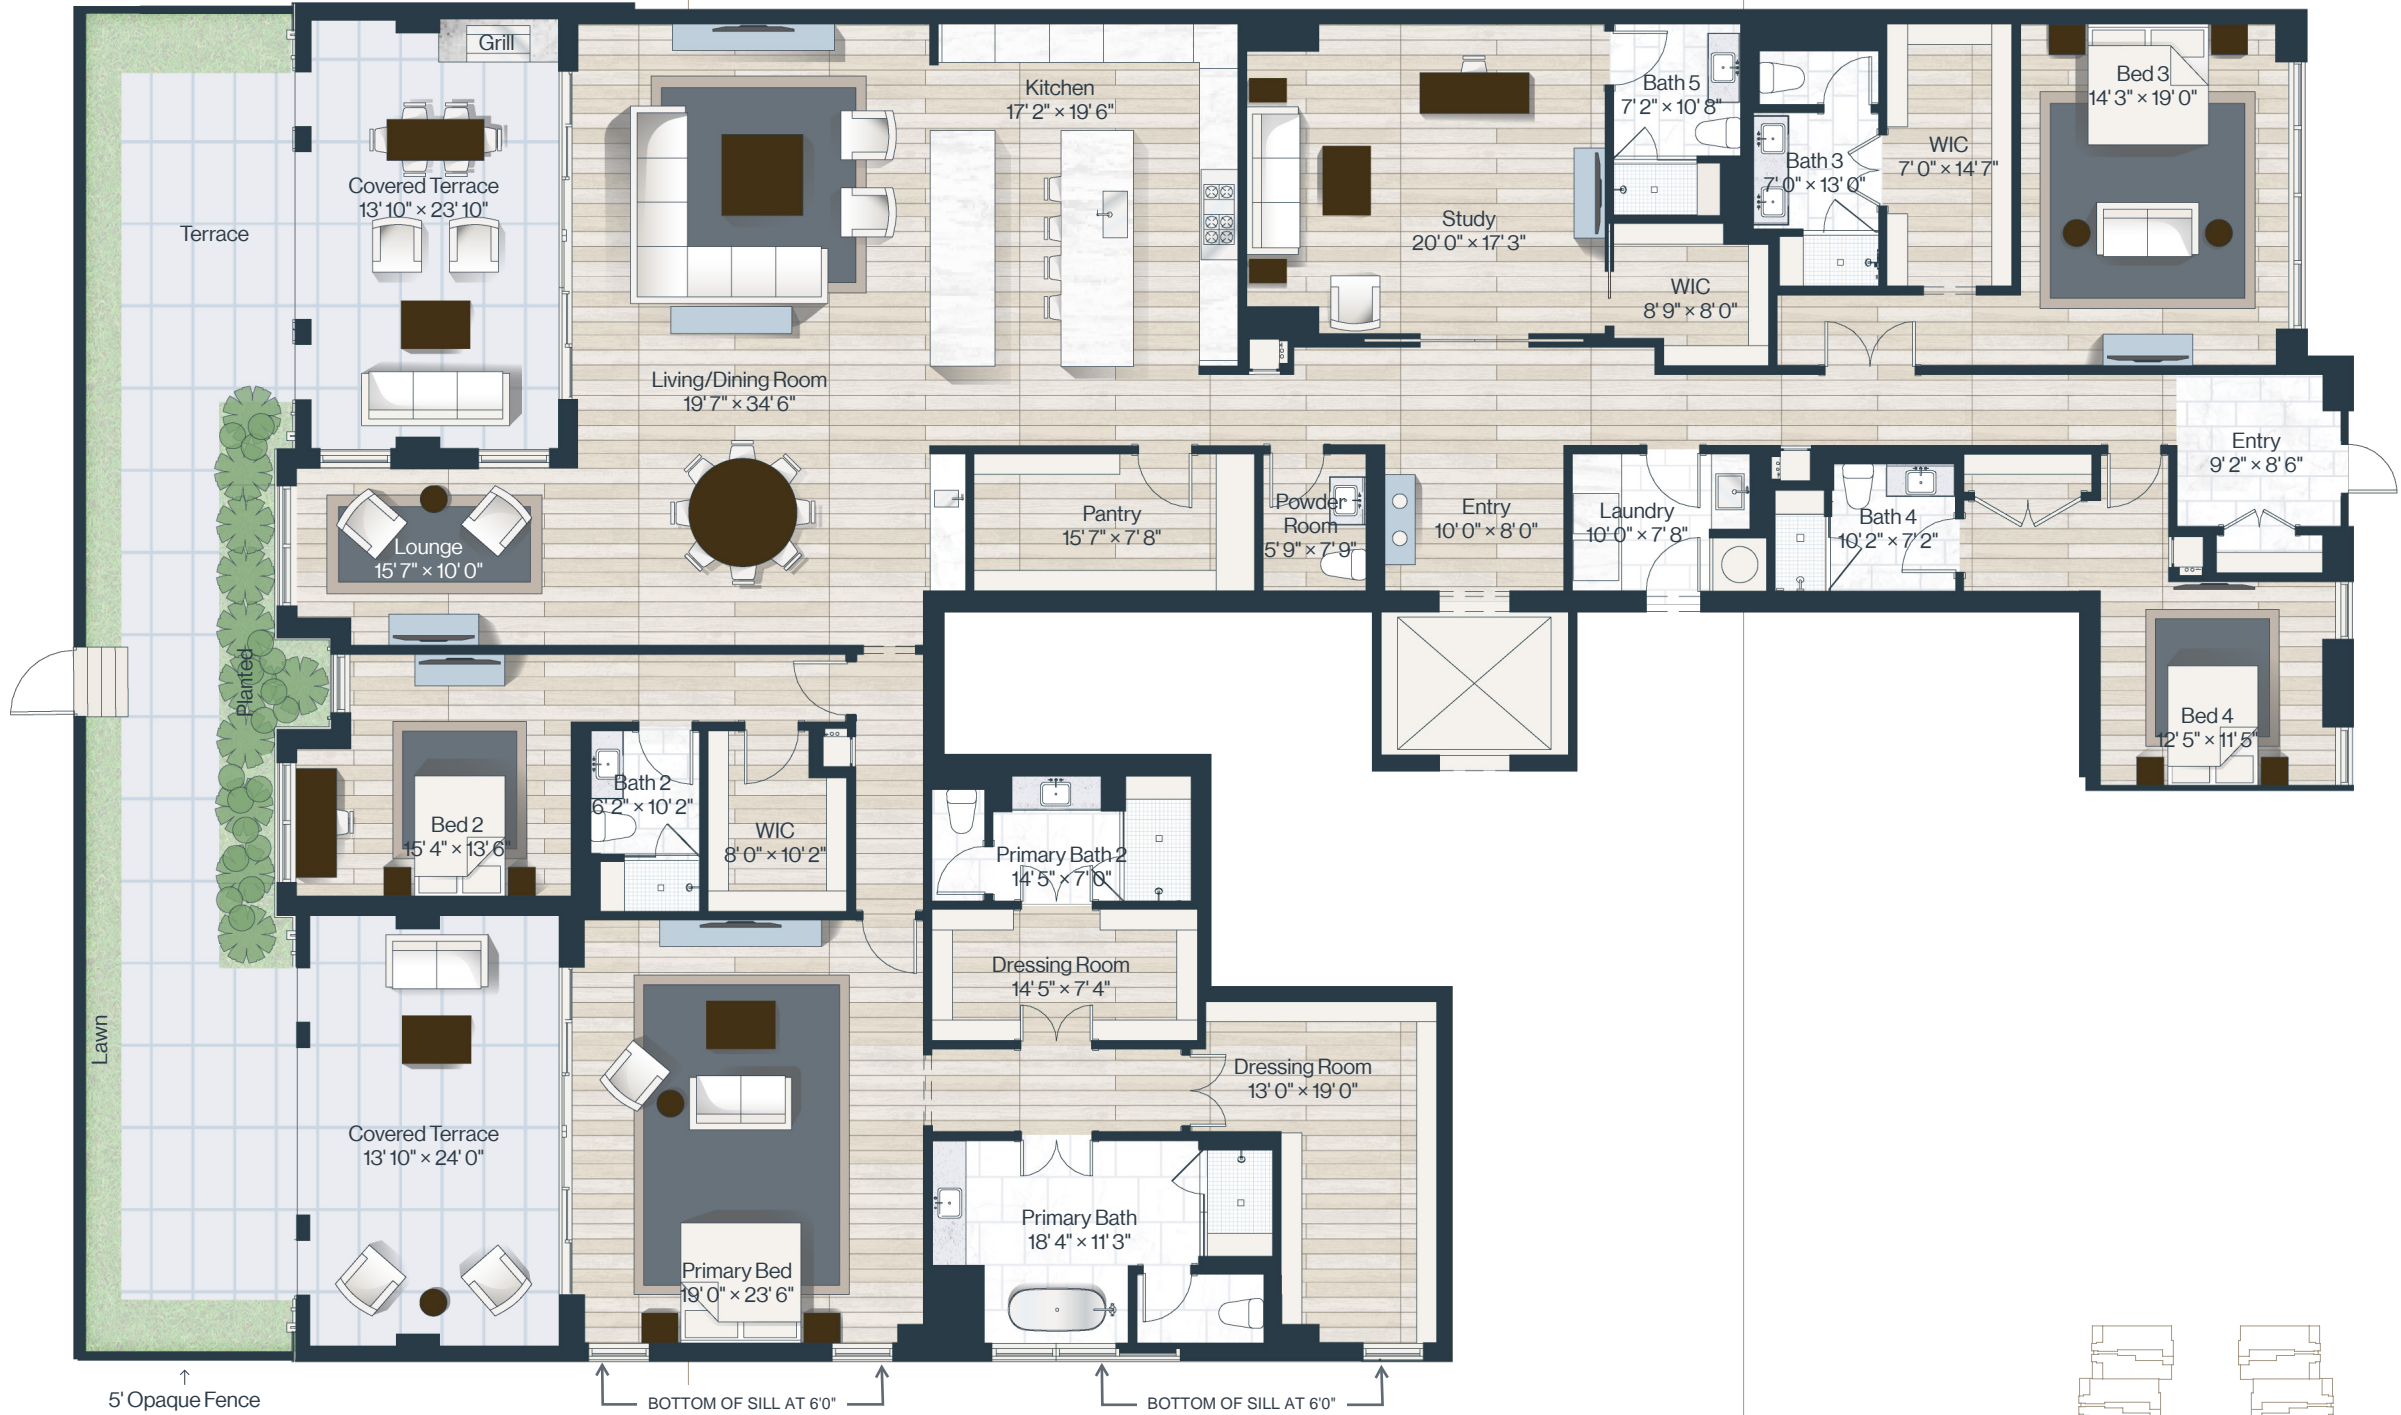 Grill
Kitchen
17' 2" × 19' 6"
Bath 5
7' 2" × 10' 8"
Bed 3
14' 3" × 19' 0"
Covered Terrace
13' 10" × 23' 10"
Terrace
Study
20' 0" × 17' 3"
Bath 3
7' 0" × 13' 0"
WIC
7' 0" × 14' 7"
WIC
8' 9" × 8' 0"
Living/Dining Room
19' 7" × 34' 6"
Entry
9' 2" × 8' 6"
Lounge
15' 7" × 10' 0"
Pantry
15' 7" × 7' 8"
Powder
Room
5' 9" × 7' 9"
Entry
10' 0" × 8' 0"
Laundry
10' 0" × 7' 8"
Bath 4
10' 2" × 7' 2"
Planted
Bed 4
12' 5" × 11' 5"
Bed 2
15' 4" × 13' 6"
Bath 2
6' 2" × 10' 2"
WIC
8' 0" × 10' 2"
Primary Bath 2
14' 5" × 7' 0"
Dressing Room
14' 5" × 7' 4"
Lawn
Dressing Room
13' 0" × 19' 0"
Covered Terrace
13' 10" × 24' 0"
Primary Bath
18' 4" × 11' 3"
Primary Bed
19' 0" × 23' 6"
5' Opaque Fence
BOTTOM OF SILL AT 6'0"
BOTTOM OF SILL AT 6'0"